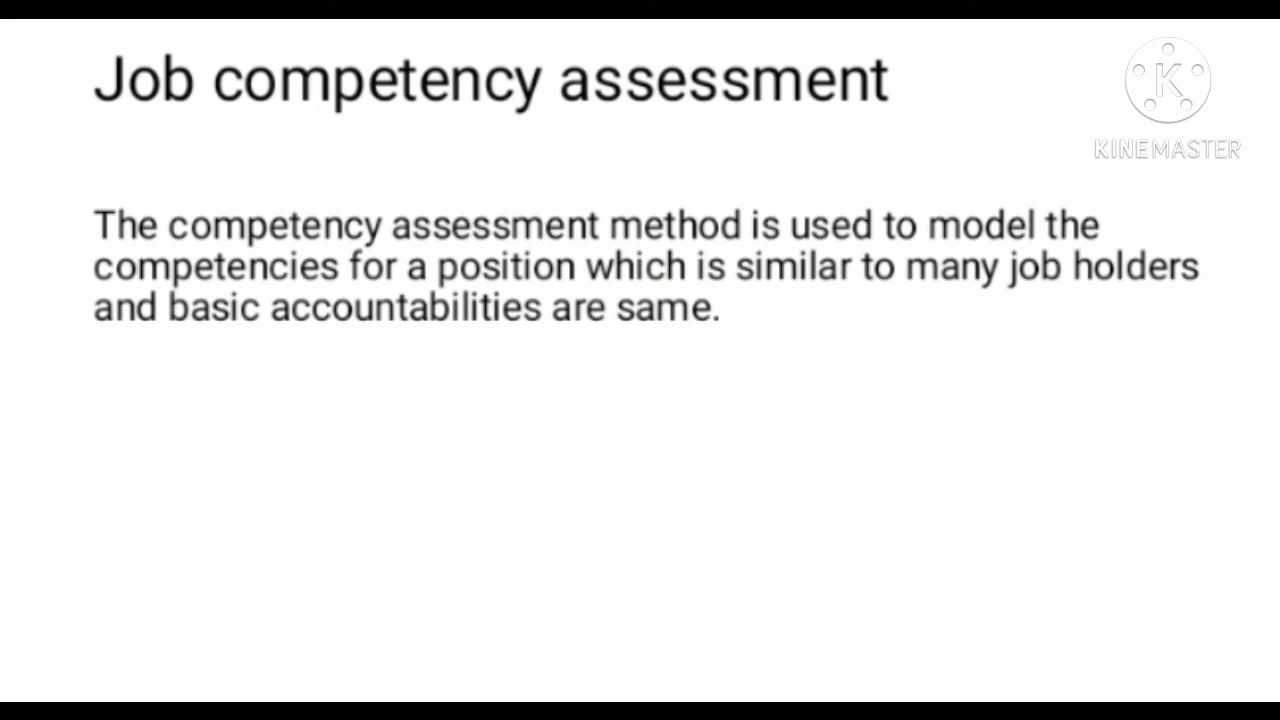 Job competency assessment
K
KINEMASTER
The competency assessment method is used to model the
competencies for a position which is similar to many job holders
and basic accountabilities are same.